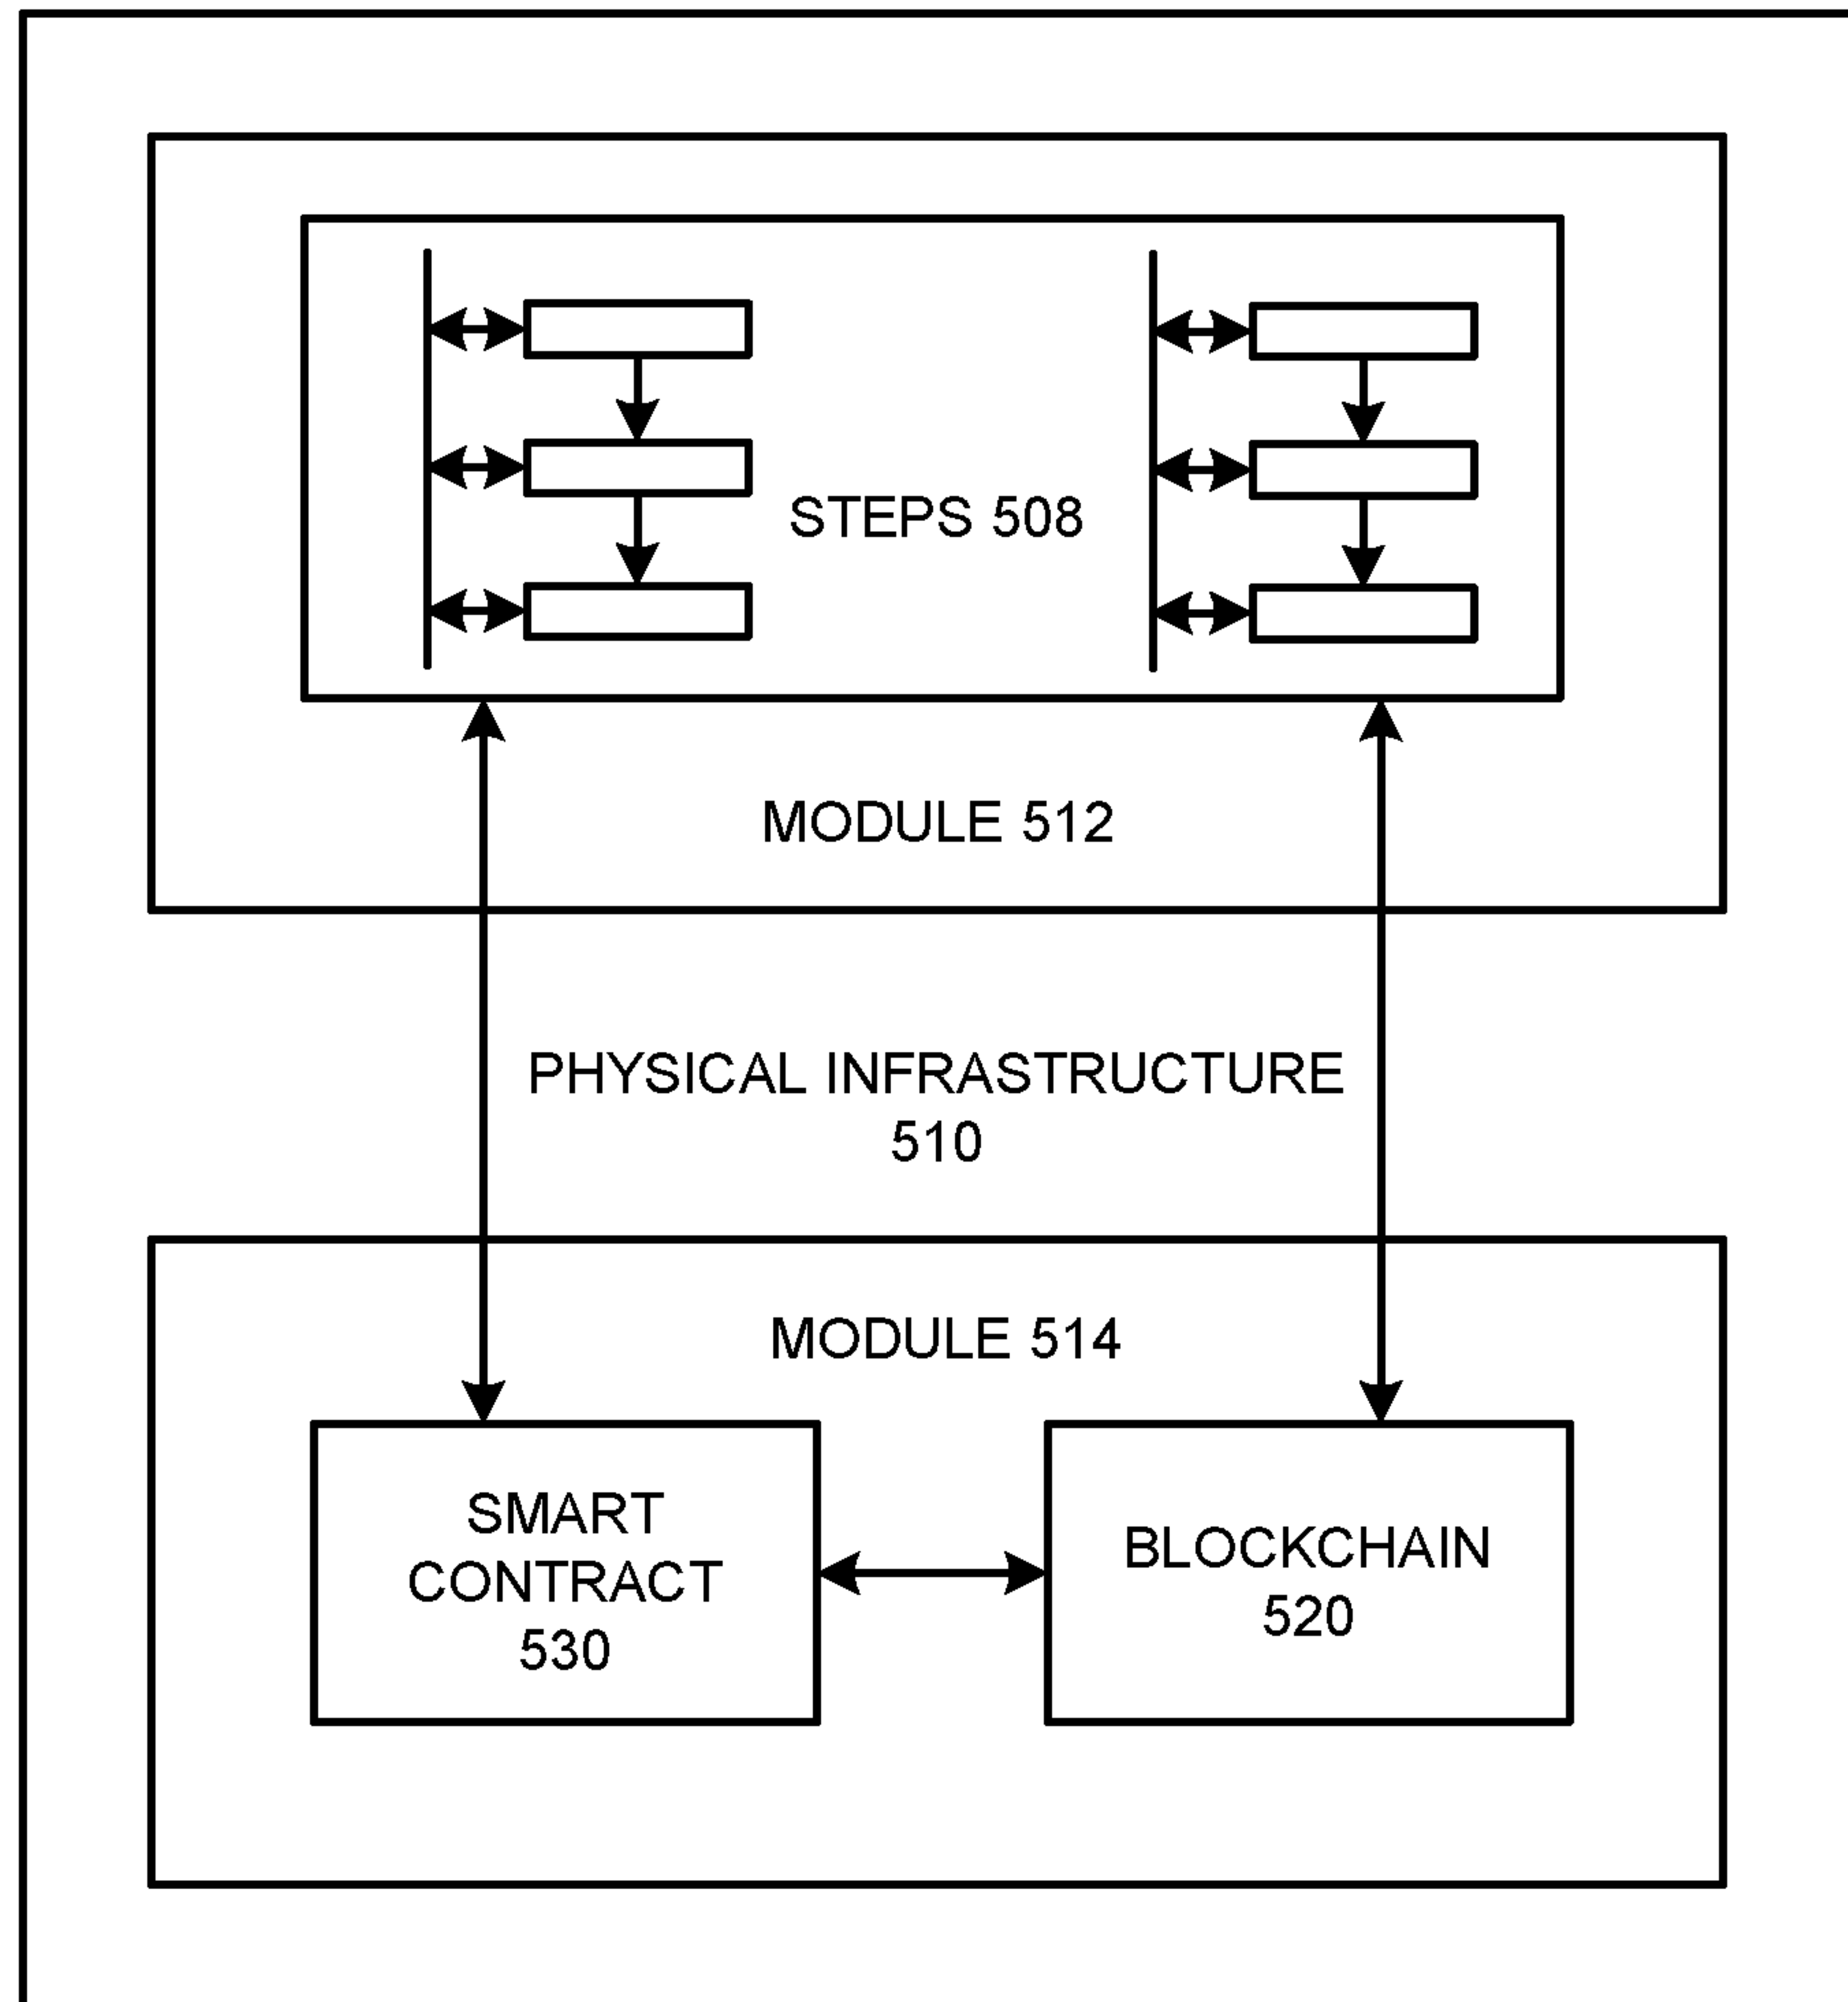 STEPS 508
MODULE 512
PHYSICAL INFRASTRUCTURE
510
MODULE 514
SMART
CONTRACT
530
BLOCKCHAIN
520